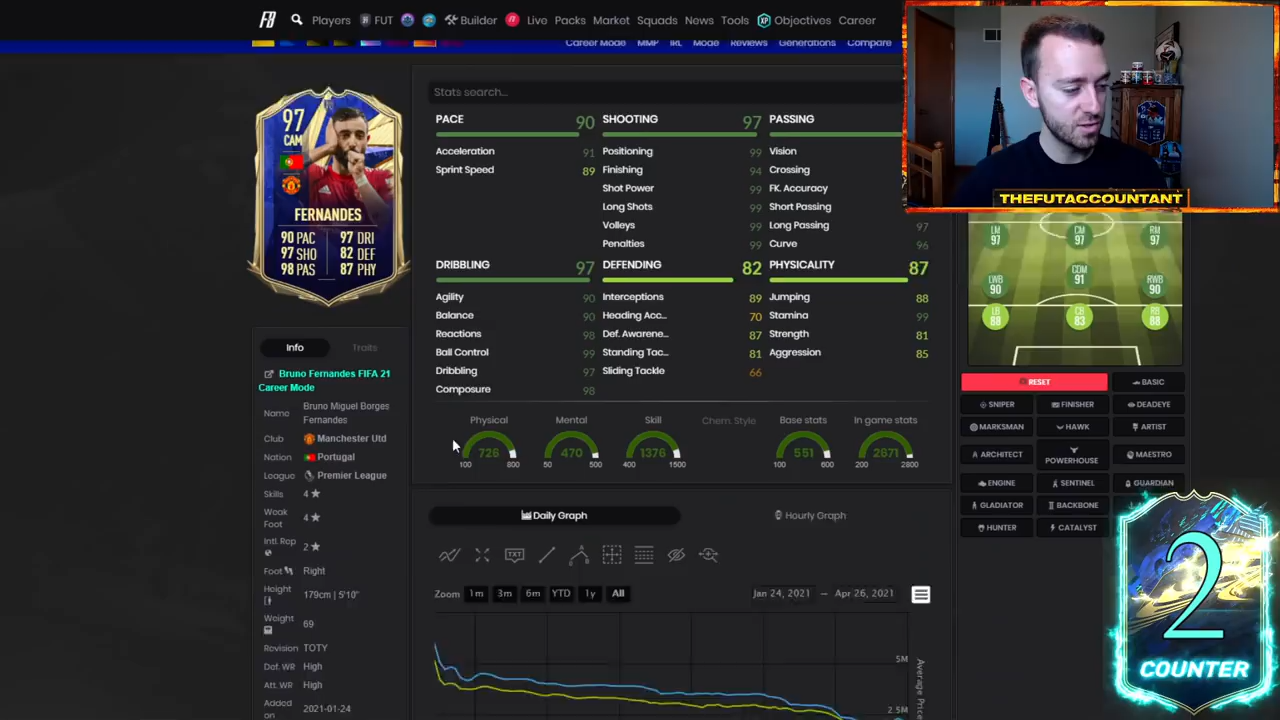 F8 Players FUT Builder Live Packs Market Squads News Tools XP Objectives Career
Career Mode MMP IRL Mode Reviews Generations Compare
Stats search...
97
CAM
FERNANDES
90 PAC 97 DRI
97 SHO 82 DEF
98 PAS 87 PHY
PACE 90
Acceleration 91
Sprint Speed 89
SHOOTING 97
Positioning 99
Finishing 94
Shot Power 99
Long Shots 99
Volleys 99
Penalties 99
PASSING
Vision
Crossing
FK. Accuracy
Short Passing
Long Passing 97
Curve 96
DRIBBLING 97
Agility 90
Balance 90
Reactions 98
Ball Control 99
Dribbling 97
Composure 98
DEFENDING 82
Interceptions 89
Heading Acc... 70
Def. Awarene... 87
Standing Tac... 81
Sliding Tackle 66
PHYSICALITY 87
Jumping 88
Stamina 99
Strength 81
Aggression 85
Physical Mental Skill Chem. Style Base stats In game stats
726 470 1376 551 2671
100 800 50 500 400 1500 100 600 200 2800
THEFUTACCOUNTANT
LM 97
CM 97
RM 97
LWB 90
CDM 91
RWB 90
LB 88
CB 83
RB 88
RESET BASIC
SNIPER FINISHER DEADEYE
MARKSMAN HAWK ARTIST
ARCHITECT POWERHOUSE MAESTRO
ENGINE SENTINEL GUARDIAN
GLADIATOR BACKBONE
HUNTER CATALYST
Info Traits
Bruno Fernandes FIFA 21
Career Mode
Name Bruno Miguel Borges
Fernandes
Club Manchester Utd
Nation Portugal
League Premier League
Skills 4
Weak
Foot 4
Intl. Rep 2
Foot Right
Height 179cm | 5'10"
Weight 69
Revision TOTY
Def. WR High
Att. WR High
Added
on 2021-01-24
Daily Graph Hourly Graph
TXT
Zoom 1m 3m 6m YTD 1y All Jan 24, 2021 – Apr 26, 2021
5M
2.5M
Average Price
2
COUNTER